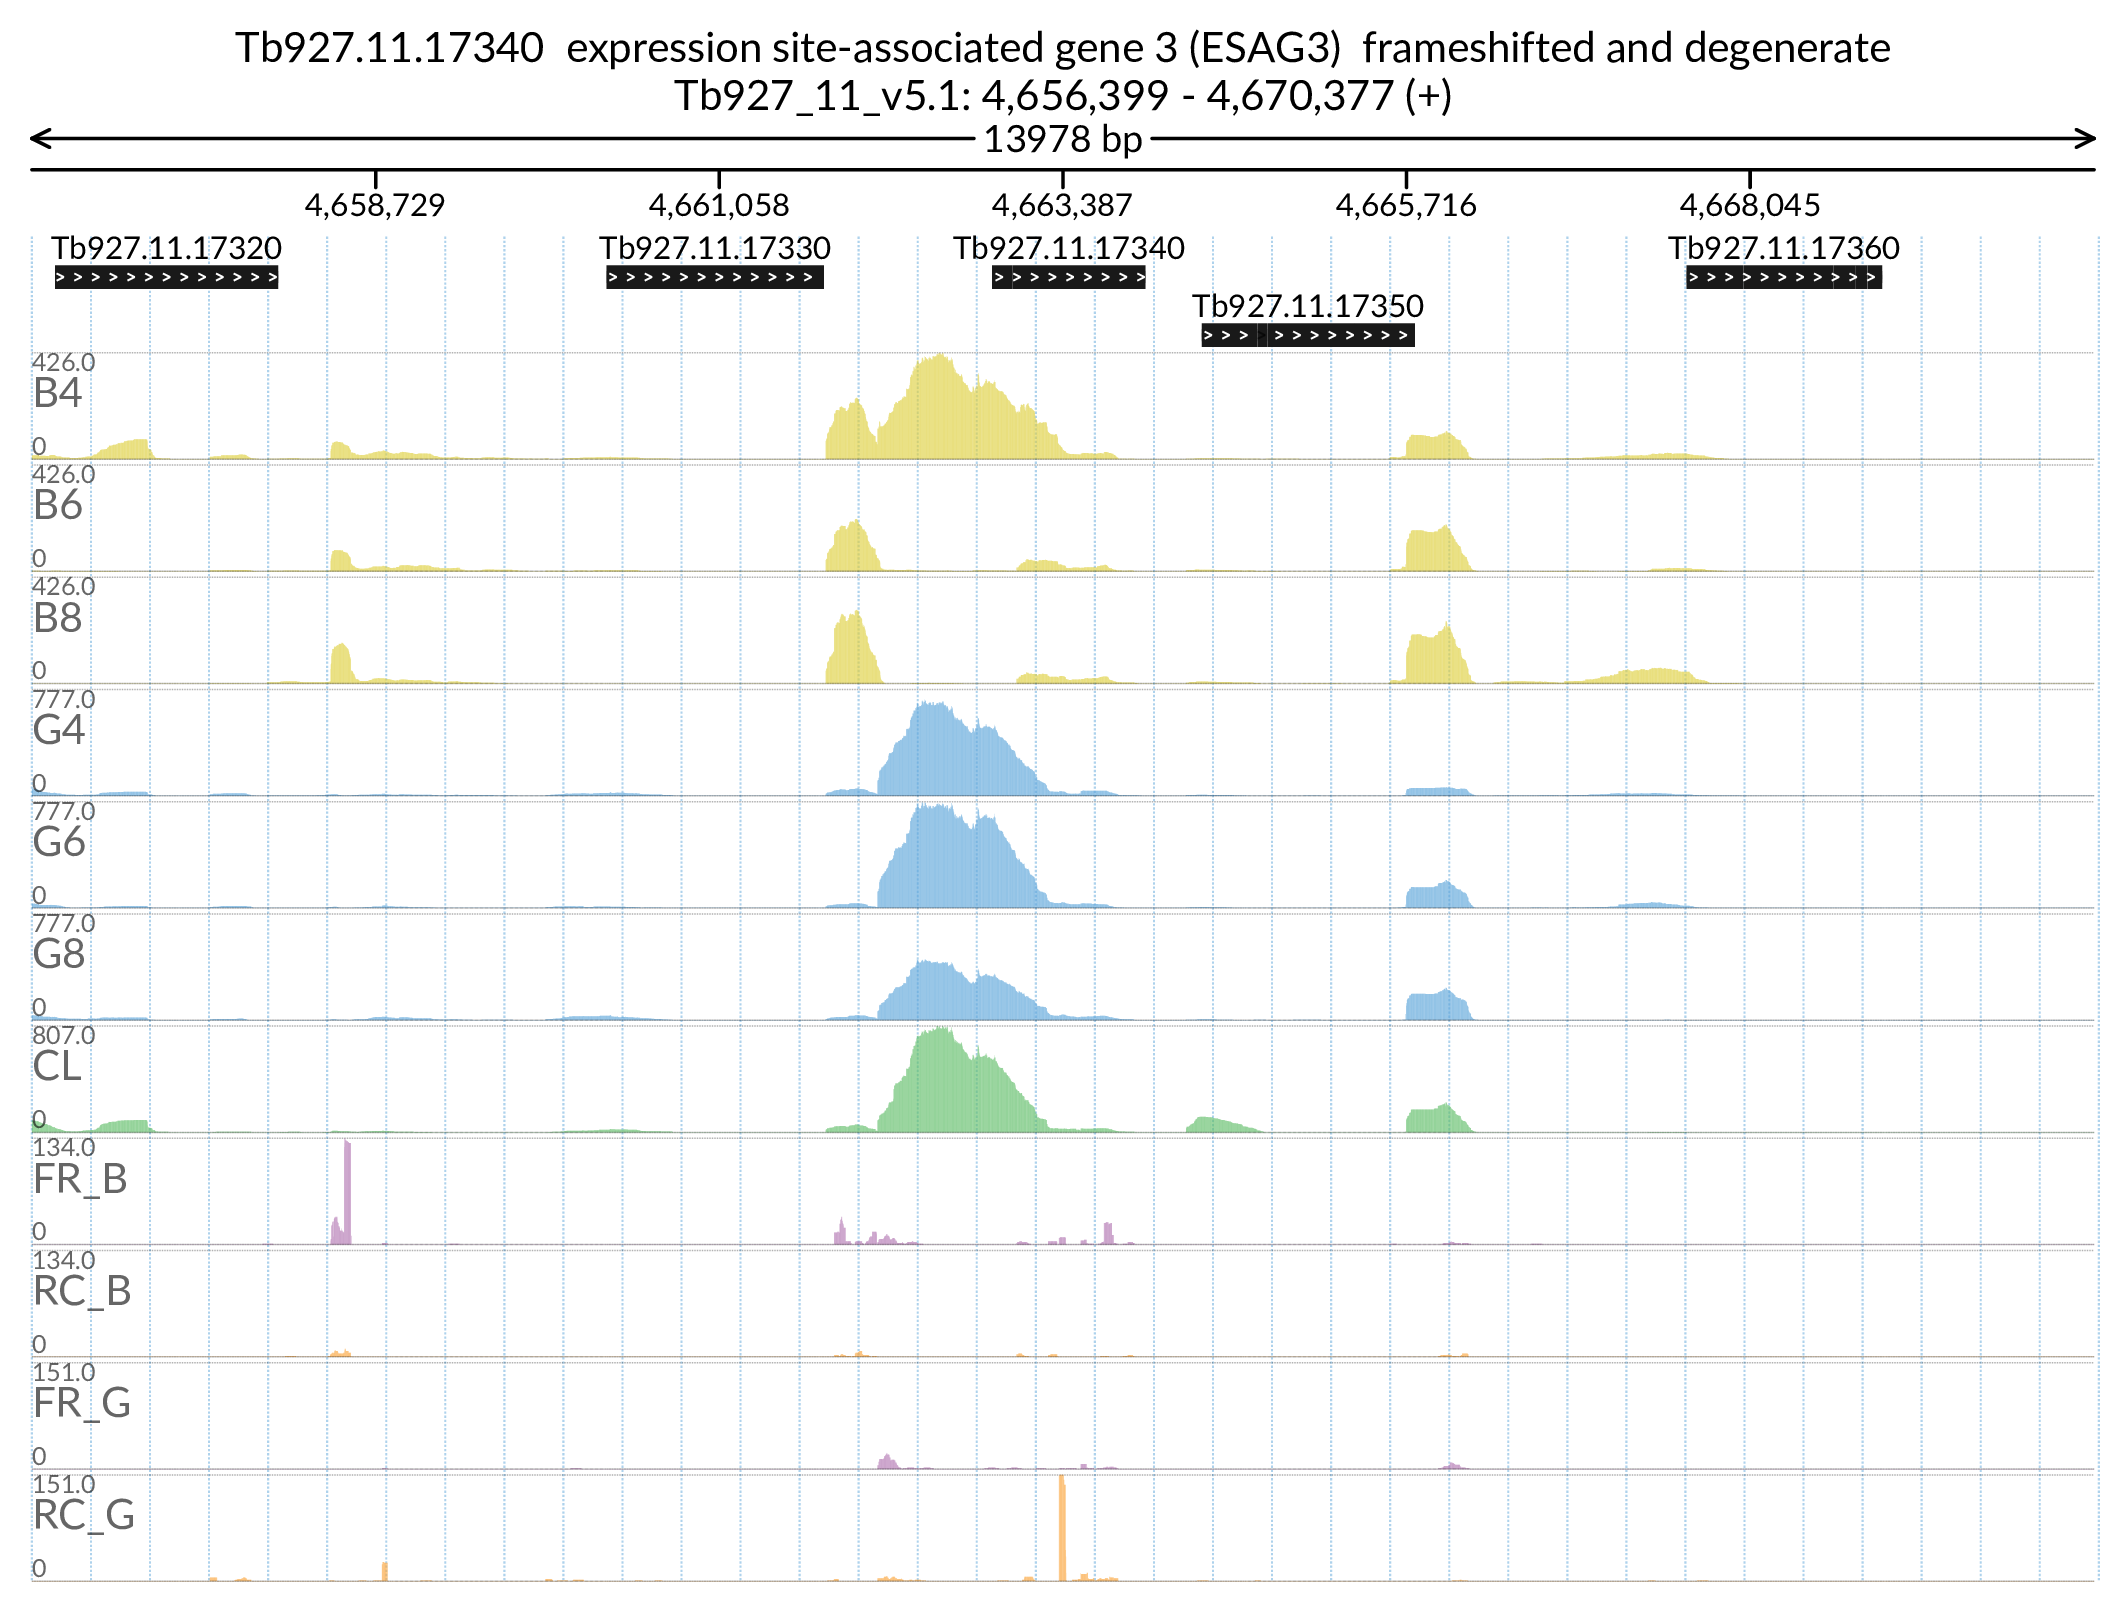 Tb927.11.17340  expression site-associated gene 3 (ESAG3)  frameshifted and degenerate
Tb927_11_v5.1: 4,656,399 - 4,670,377 (+)
13978 bp
4,658,729 4,661,058 4,663,387 4,665,716 4,668,045
Tb927.11.17320 Tb927.11.17330 Tb927.11.17340 Tb927.11.17360
Tb927.11.17350
426.0
B4
0
426.0
B6
0
426.0
B8
0
777.0
G4
0
777.0
G6
0
777.0
G8
0
807.0
CL
0
134.0
FR_B
0
134.0
RC_B
0
151.0
FR_G
0
151.0
RC_G
0